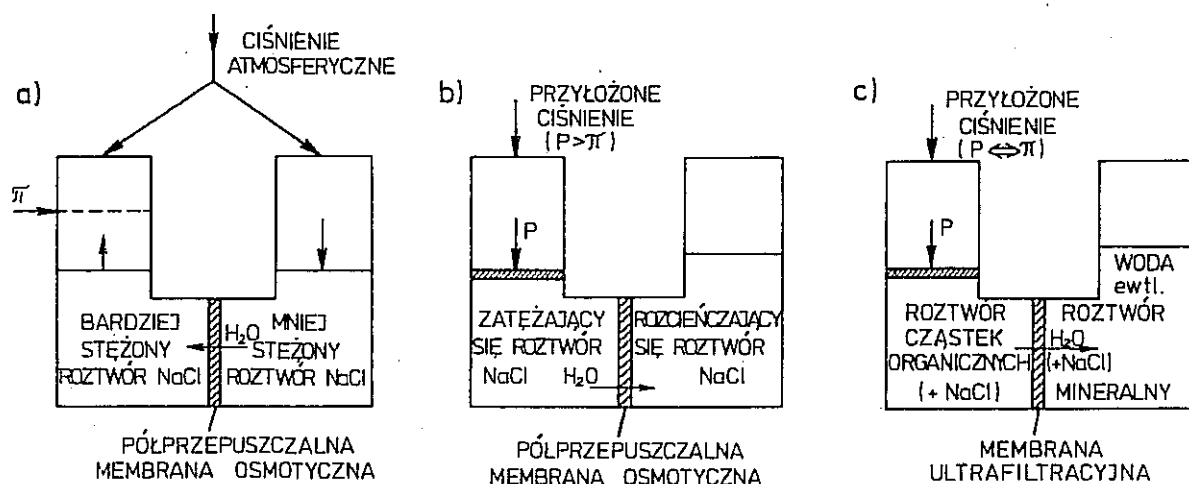 a)
CIŚNIENIE
ATMOSFERYCZNE
π
BARDZIEJ
STĘŻONY
ROZTWÓR NaCl
H₂O
MNIEJ
STĘŻONY
ROZTWÓR NaCl
PÓŁPRZEPUSZCZALNA
MEMBRANA OSMOTYCZNA
b)
PRZYŁOŻONE
CIŚNIENIE
(P>π)
P
ZATĘŻAJĄCY
SIĘ ROZTWÓR
NaCl
H₂O
ROZCIEŃCZAJĄCY
SIĘ ROZTWÓR
NaCl
PÓŁPRZEPUSZCZALNA
MEMBRANA OSMOTYCZNA
c)
PRZYŁOŻONE
CIŚNIENIE
(P⇔π)
P
ROZTWÓR
CZĄSTEK
ORGANICZNYCH
(+ NaCl)
WODA
ewtl.
ROZTWÓR
H₂O
(+NaCl)
MINERALNY
MEMBRANA
ULTRAFILTRACYJNA